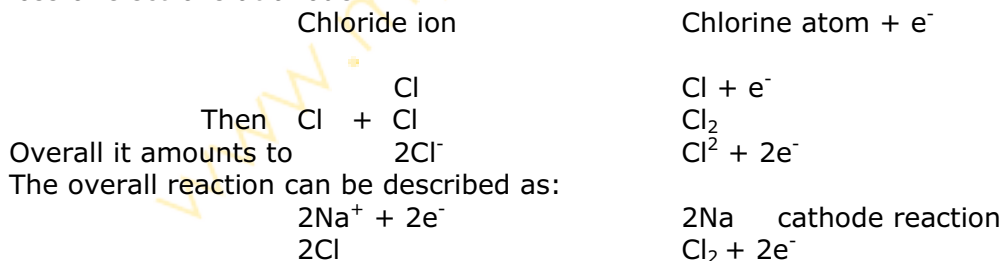 Chloride ion Chlorine atom + e⁻
Cl Cl + e⁻
Then Cl + Cl Cl₂
Overall it amounts to 2Cl⁻ Cl² + 2e⁻
The overall reaction can be described as:
2Na⁺ + 2e⁻ 2Na cathode reaction
2Cl Cl₂ + 2e⁻